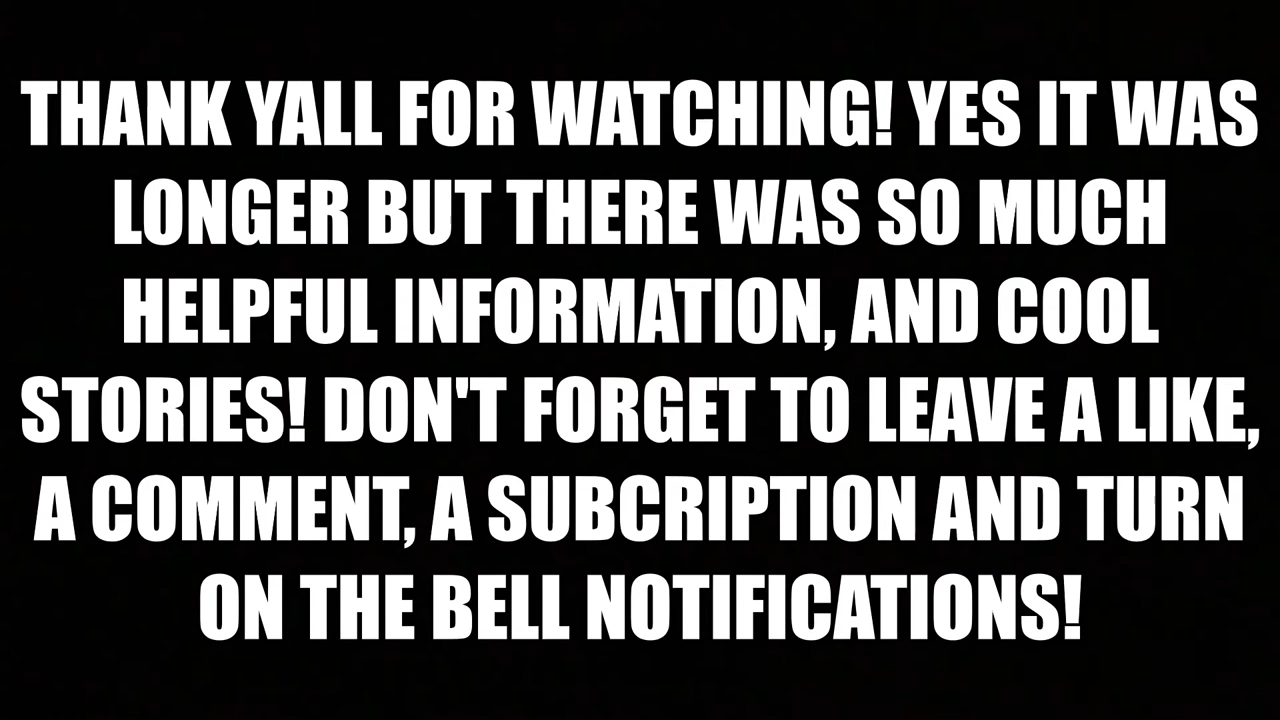 THANK YALL FOR WATCHING! YES IT WAS
LONGER BUT THERE WAS SO MUCH
HELPFUL INFORMATION, AND COOL
STORIES! DON'T FORGET TO LEAVE A LIKE,
A COMMENT, A SUBCRIPTION AND TURN
ON THE BELL NOTIFICATIONS!